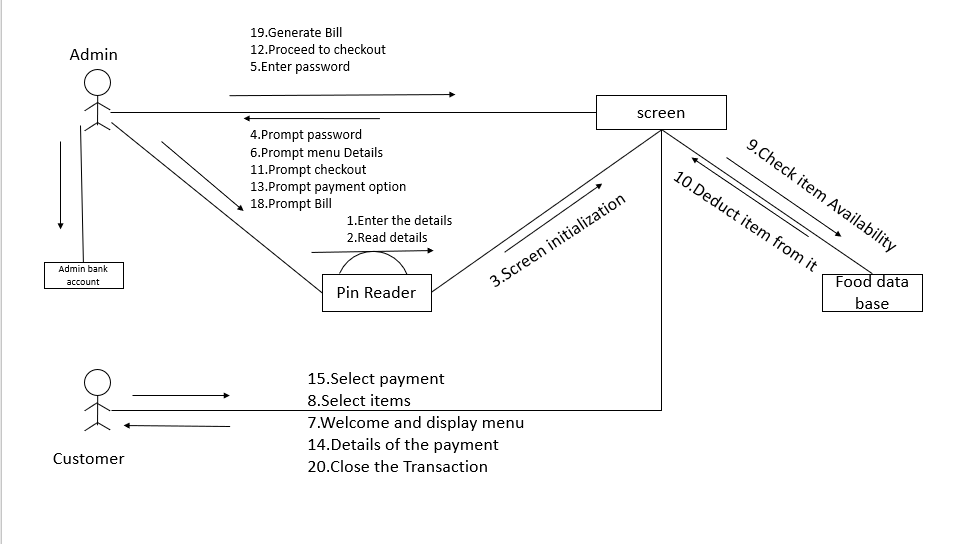 19.Generate Bill
12.Proceed to checkout
5.Enter password
Admin
screen
4.Prompt password
6.Prompt menu Details
11.Prompt checkout
13.Prompt payment option
18.Prompt Bill
9.Check item Availability
10.Deduct item from it
1.Enter the details
2.Read details
3.Screen initialization
Admin bank
account
Pin Reader
Food data
base
15.Select payment
8.Select items
7.Welcome and display menu
14.Details of the payment
20.Close the Transaction
Customer